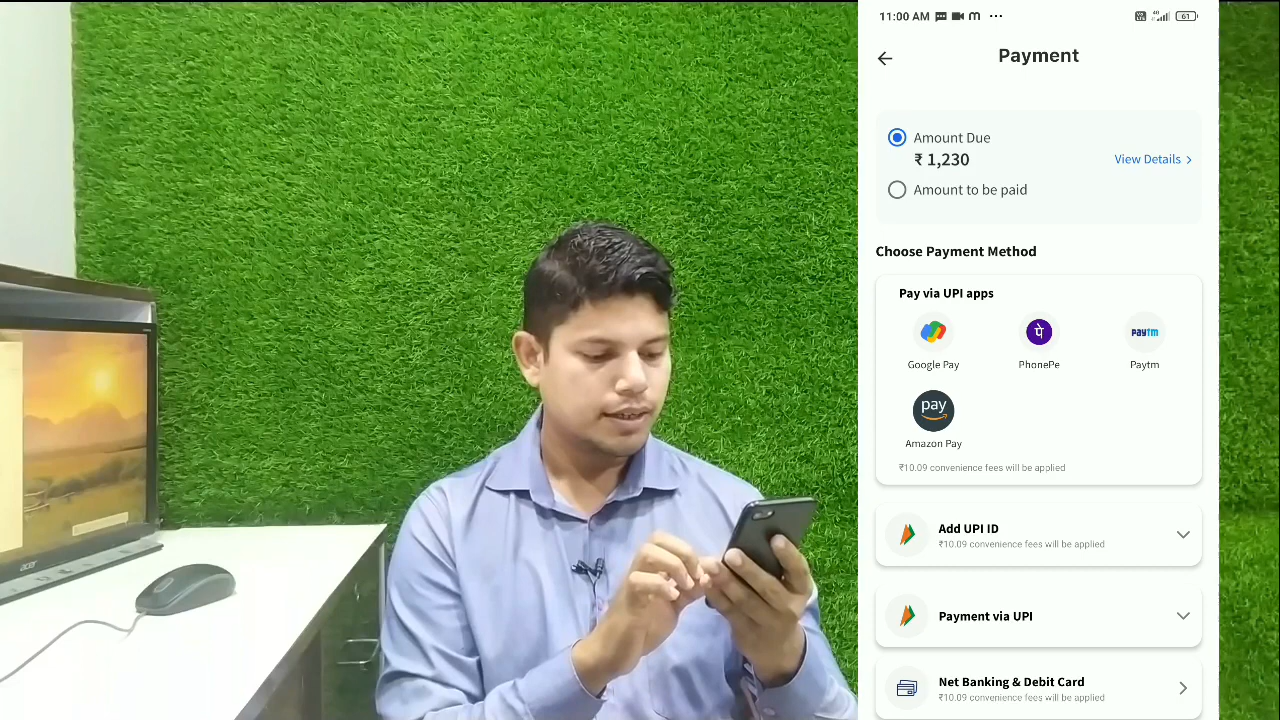 11:00 AM
61
Payment
Amount Due
₹ 1,230
View Details >
Amount to be paid
Choose Payment Method
Pay via UPI apps
पे
paytm
Google Pay
PhonePe
Paytm
pay
Amazon Pay
₹10.09 convenience fees will be applied
Add UPI ID
₹10.09 convenience fees will be applied
Payment via UPI
Net Banking & Debit Card
₹10.09 convenience fees will be applied
acer